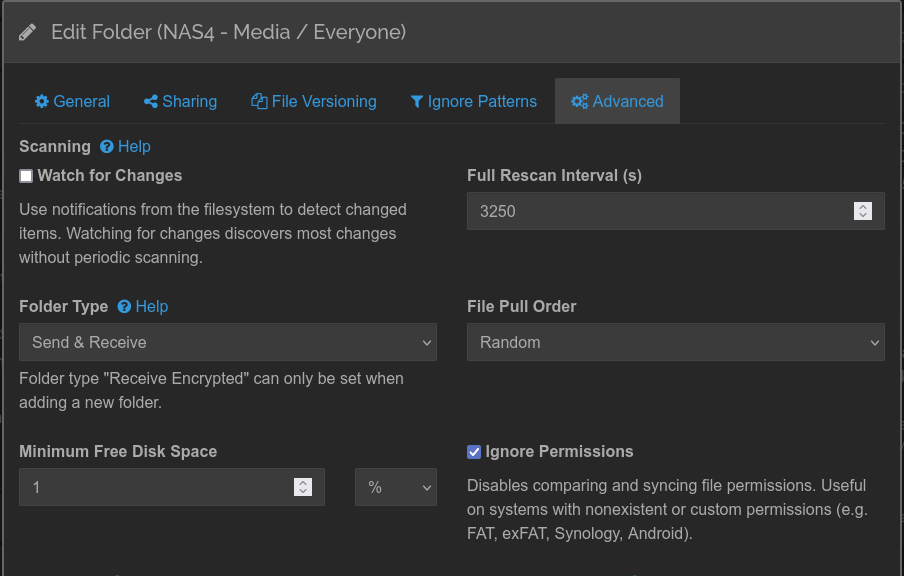 Edit Folder (NAS4 - Media / Everyone)
General
Sharing
File Versioning
Ignore Patterns
Advanced
Scanning Help
Watch for Changes
Use notifications from the filesystem to detect changed
items. Watching for changes discovers most changes
without periodic scanning.
Full Rescan Interval (s)
3250
Folder Type Help
Send & Receive
Folder type "Receive Encrypted" can only be set when
adding a new folder.
File Pull Order
Random
Minimum Free Disk Space
1
%
Ignore Permissions
Disables comparing and syncing file permissions. Useful
on systems with nonexistent or custom permissions (e.g.
FAT, exFAT, Synology, Android).